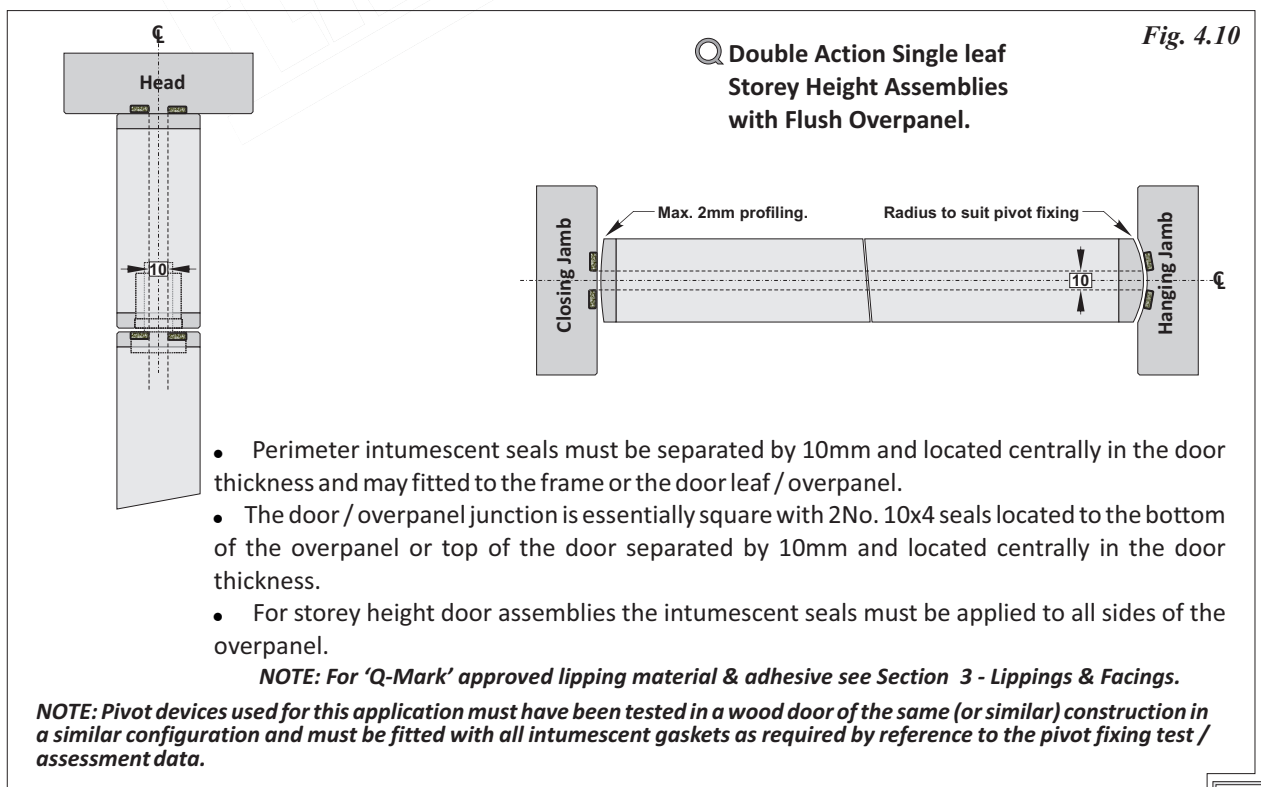 Fig. 4.10
℄
Head
10
Q Double Action Single leaf
Storey Height Assemblies
with Flush Overpanel.
Closing Jamb
Max. 2mm profiling.
Radius to suit pivot fixing
10
Hanging Jamb
℄
• Perimeter intumescent seals must be separated by 10mm and located centrally in the door
thickness and may fitted to the frame or the door leaf / overpanel.
• The door / overpanel junction is essentially square with 2No. 10x4 seals located to the bottom
of the overpanel or top of the door separated by 10mm and located centrally in the door
thickness.
• For storey height door assemblies the intumescent seals must be applied to all sides of the
overpanel.
NOTE: For ‘Q-Mark’ approved lipping material & adhesive see Section 3 - Lippings & Facings.
NOTE: Pivot devices used for this application must have been tested in a wood door of the same (or similar) construction in
a similar configuration and must be fitted with all intumescent gaskets as required by reference to the pivot fixing test /
assessment data.